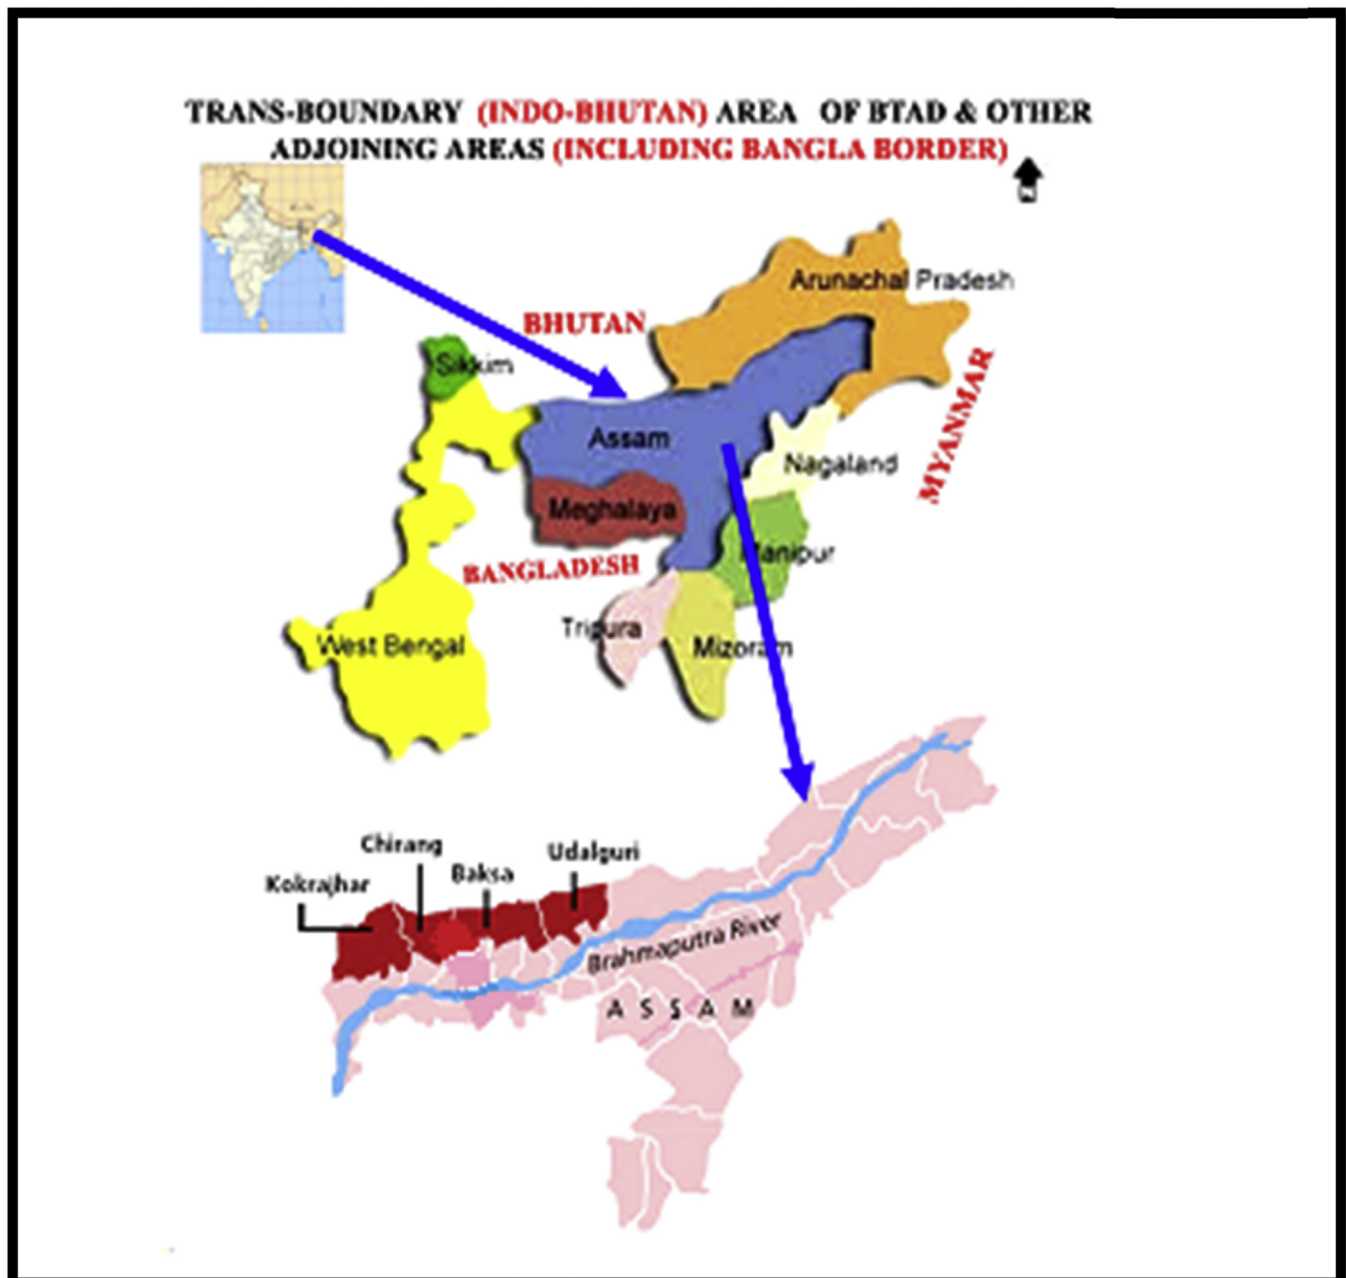 TRANS-BOUNDARY (INDO-BHUTAN) AREA OF BTAD & OTHER
ADJOINING AREAS (INCLUDING BANGLA BORDER)
N
Arunachal Pradesh
BHUTAN
Sikkim
MYANMAR
Assam
Nagaland
Meghalaya
Manipur
BANGLADESH
Tripura
West Bengal
Mizoram
Chirang
Udalguri
Baksa
Kokrajhar
Brahmaputra River
A S S A M